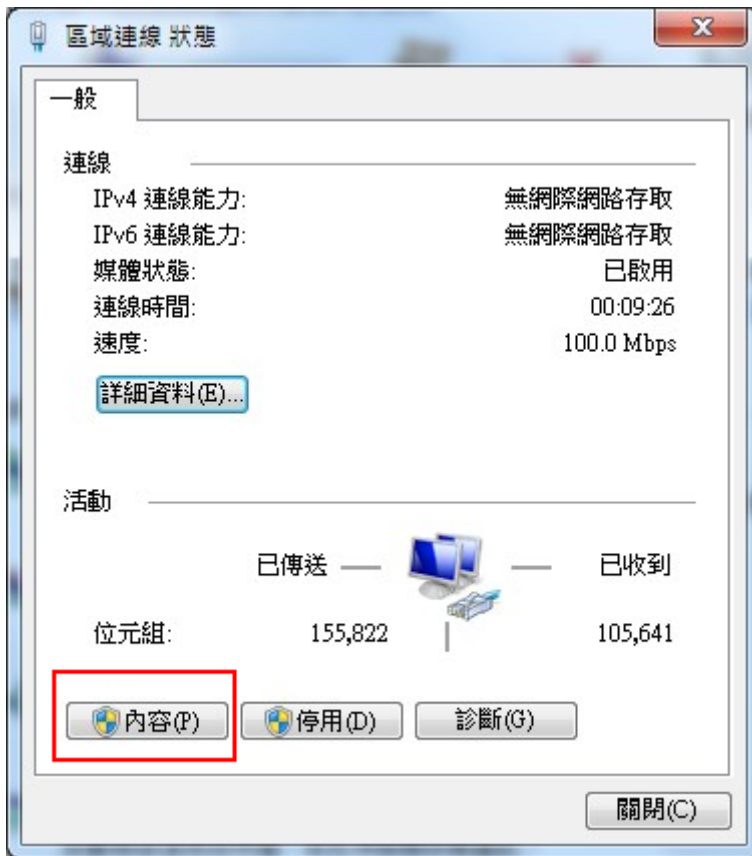 區域連線 狀態
一般
連線
IPv4 連線能力: 無網際網路存取
IPv6 連線能力: 無網際網路存取
媒體狀態: 已啟用
連線時間: 00:09:26
速度: 100.0 Mbps
詳細資料(E)...
活動
已傳送 已收到
位元組: 155,822 105,641
內容(P) 停用(D) 診斷(G)
關閉(C)